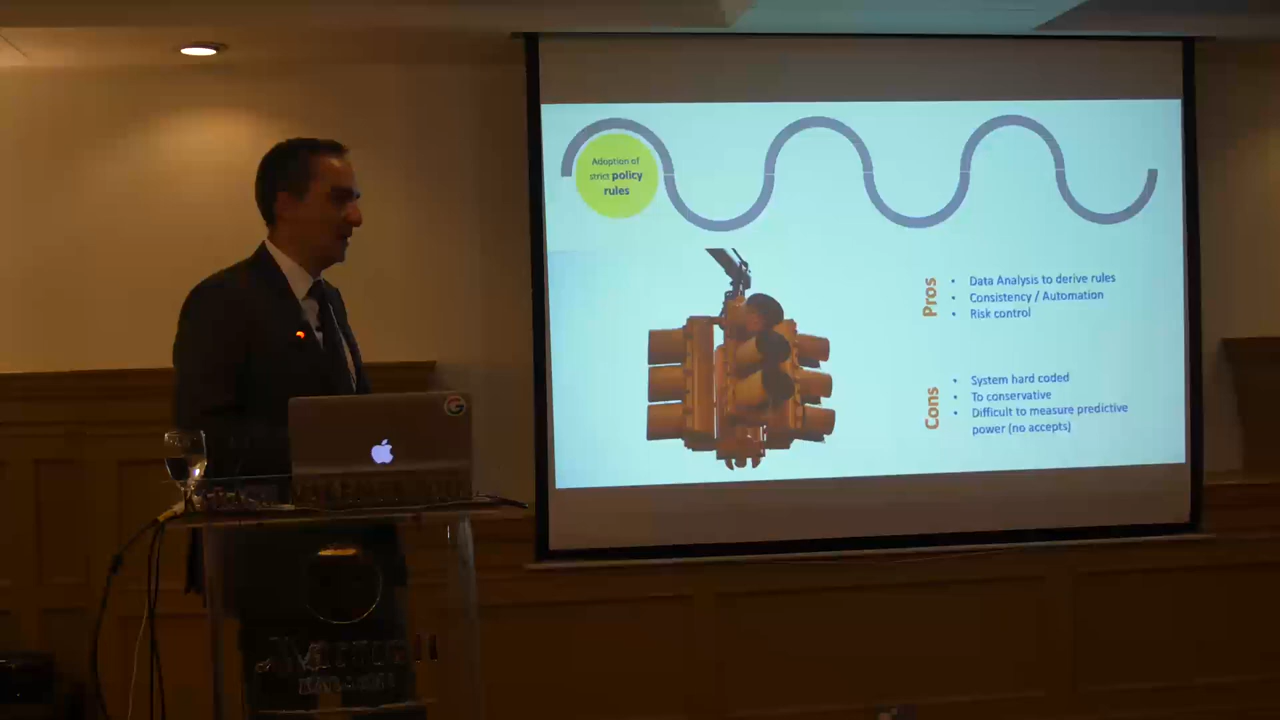 Adoption of
strict policy
rules
Pros
• Data Analysis to derive rules
• Consistency / Automation
• Risk control
Cons
• System hard coded
• To conservative
• Difficult to measure predictive
power (no accepts)
G